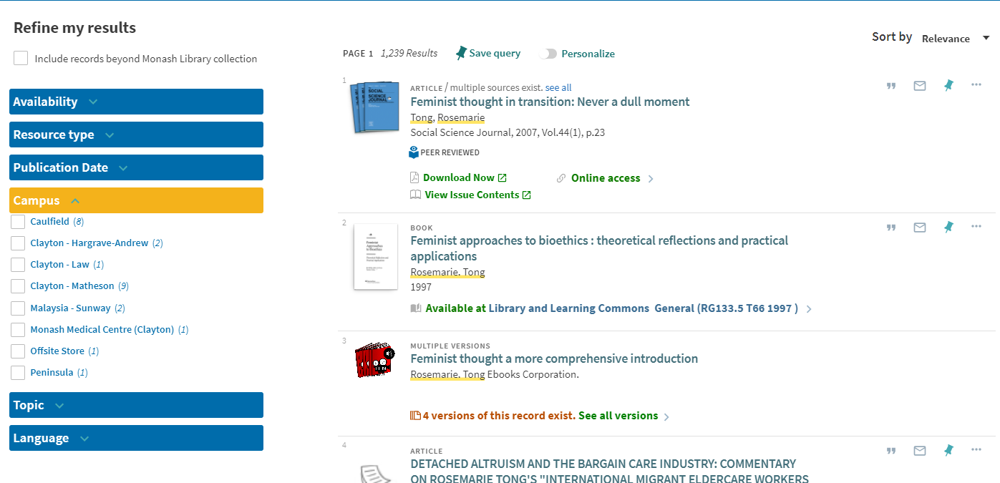 Refine my results
Include records beyond Monash Library collection
Availability
Resource type
Publication Date
Campus
Caulfield (8)
Clayton - Hargrave-Andrew (2)
Clayton - Law (1)
Clayton - Matheson (9)
Malaysia - Sunway (2)
Monash Medical Centre (Clayton) (1)
Offsite Store (1)
Peninsula (1)
Topic
Language
Sort by Relevance
PAGE 1 1,239 Results Save query Personalize
1
SOCIAL
SCIENCE
JOURNAL
ARTICLE / multiple sources exist. see all
Feminist thought in transition: Never a dull moment
Tong, Rosemarie
Social Science Journal, 2007, Vol.44(1), p.23
PEER REVIEWED
Download Now Online access
View Issue Contents
2
Feminist
Approaches
to Bioethics
BOOK
Feminist approaches to bioethics : theoretical reflections and practical
applications
Rosemarie. Tong
1997
Available at Library and Learning Commons General (RG133.5 T66 1997 )
3
MULTIPLE VERSIONS
Feminist thought a more comprehensive introduction
Rosemarie. Tong Ebooks Corporation.
4 versions of this record exist. See all versions
4
ARTICLE
DETACHED ALTRUISM AND THE BARGAIN CARE INDUSTRY: COMMENTARY
ON ROSEMARIE TONG'S "INTERNATIONAL MIGRANT ELDERCARE WORKERS